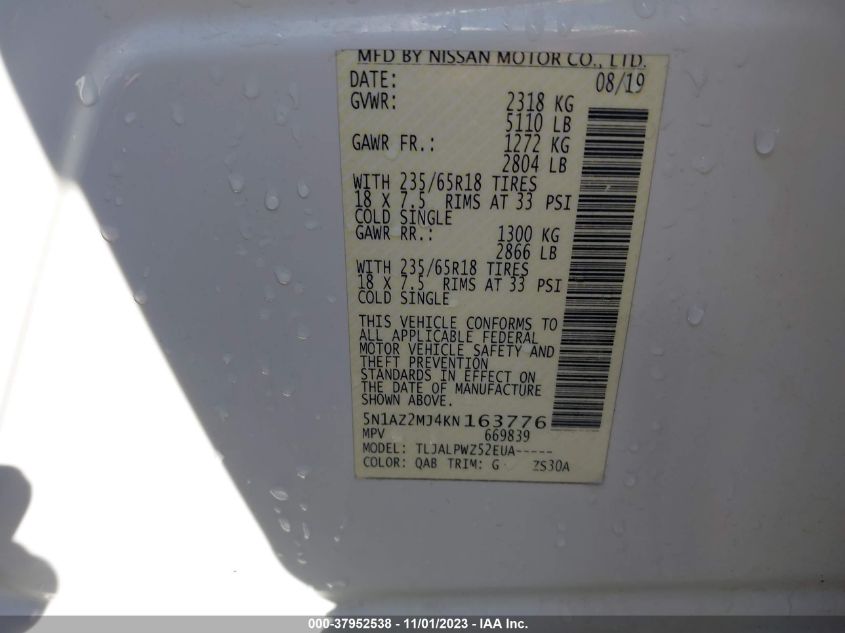 MFD BY NISSAN MOTOR CO., LTD.
DATE: 08/19
GVWR: 2318 KG
5110 LB
GAWR FR.: 1272 KG
2804 LB
WITH 235/65R18 TIRES
18 X 7.5 RIMS AT 33 PSI
COLD SINGLE
GAWR RR.: 1300 KG
2866 LB
WITH 235/65R18 TIRES
18 X 7.5 RIMS AT 33 PSI
COLD SINGLE
THIS VEHICLE CONFORMS TO
ALL APPLICABLE FEDERAL
MOTOR VEHICLE SAFETY AND
THEFT PREVENTION
STANDARDS IN EFFECT ON
THE DATE OF MANUFACTURE
SHOWN ABOVE.
5N1AZ2MJ4KN163776
MPV 669839
MODEL: TLJALPWZ52EUA-----
COLOR: QAB TRIM: G ZS30A
000-37952538 - 11/01/2023 - IAA Inc.